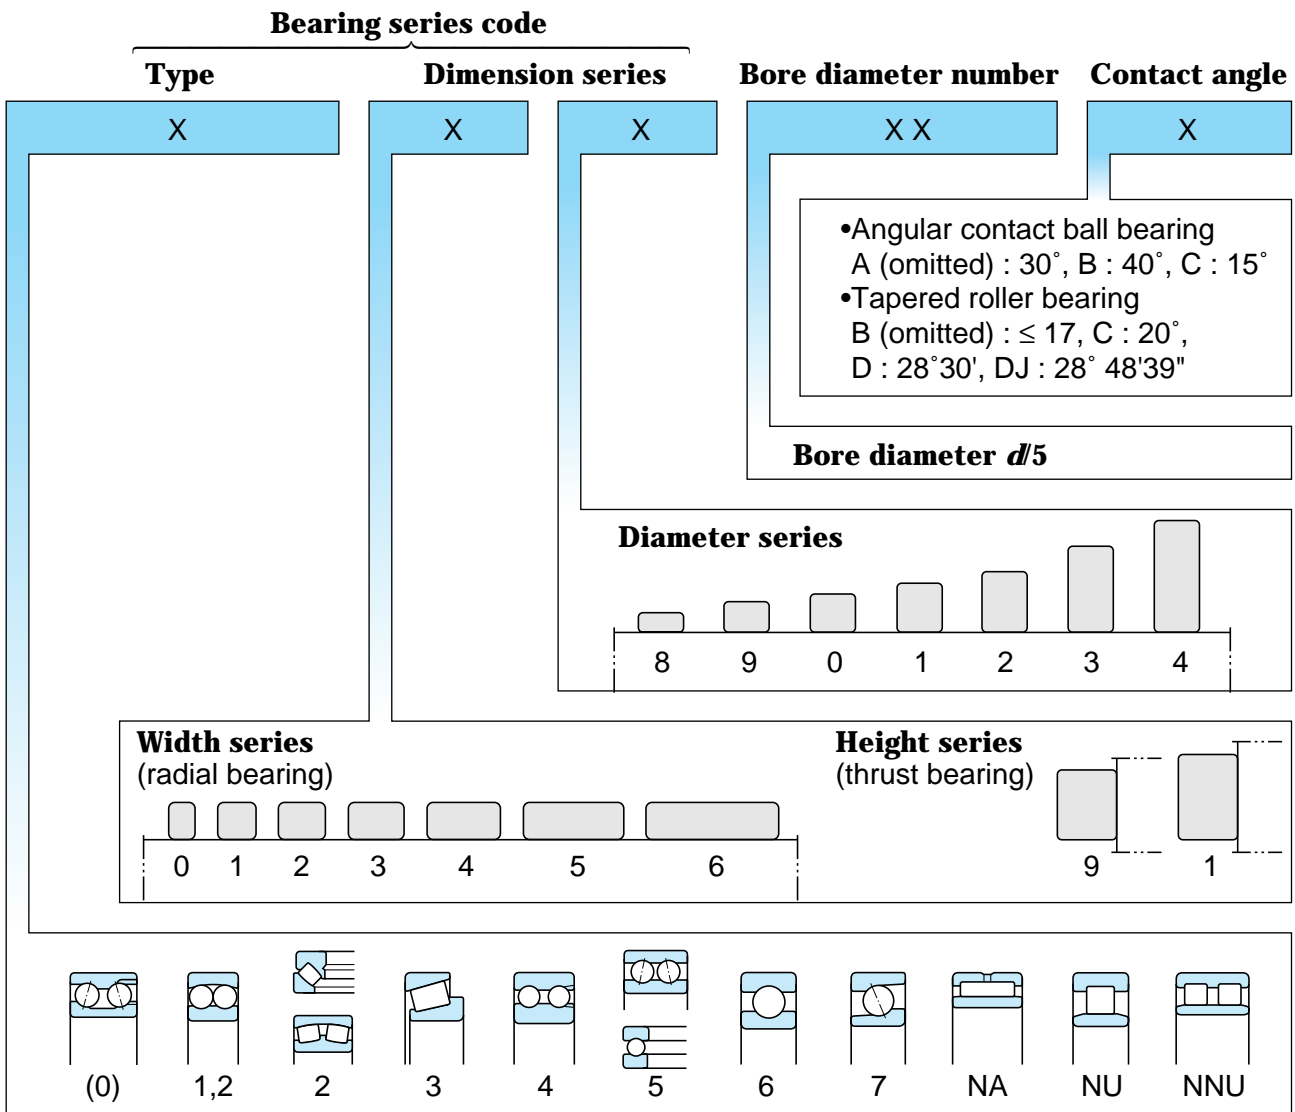 Bearing series code
Type Dimension series Bore diameter number Contact angle
X X X X X X
•Angular contact ball bearing
A (omitted) : 30˚, B : 40˚, C : 15˚
•Tapered roller bearing
B (omitted) : ≤ 17, C : 20˚,
D : 28˚30', DJ : 28˚ 48'39"
Bore diameter d/5
Diameter series
8 9 0 1 2 3 4
Width series
(radial bearing)
0 1 2 3 4 5 6
Height series
(thrust bearing)
9 1
(0) 1,2 2 3 4 5 6 7 NA NU NNU